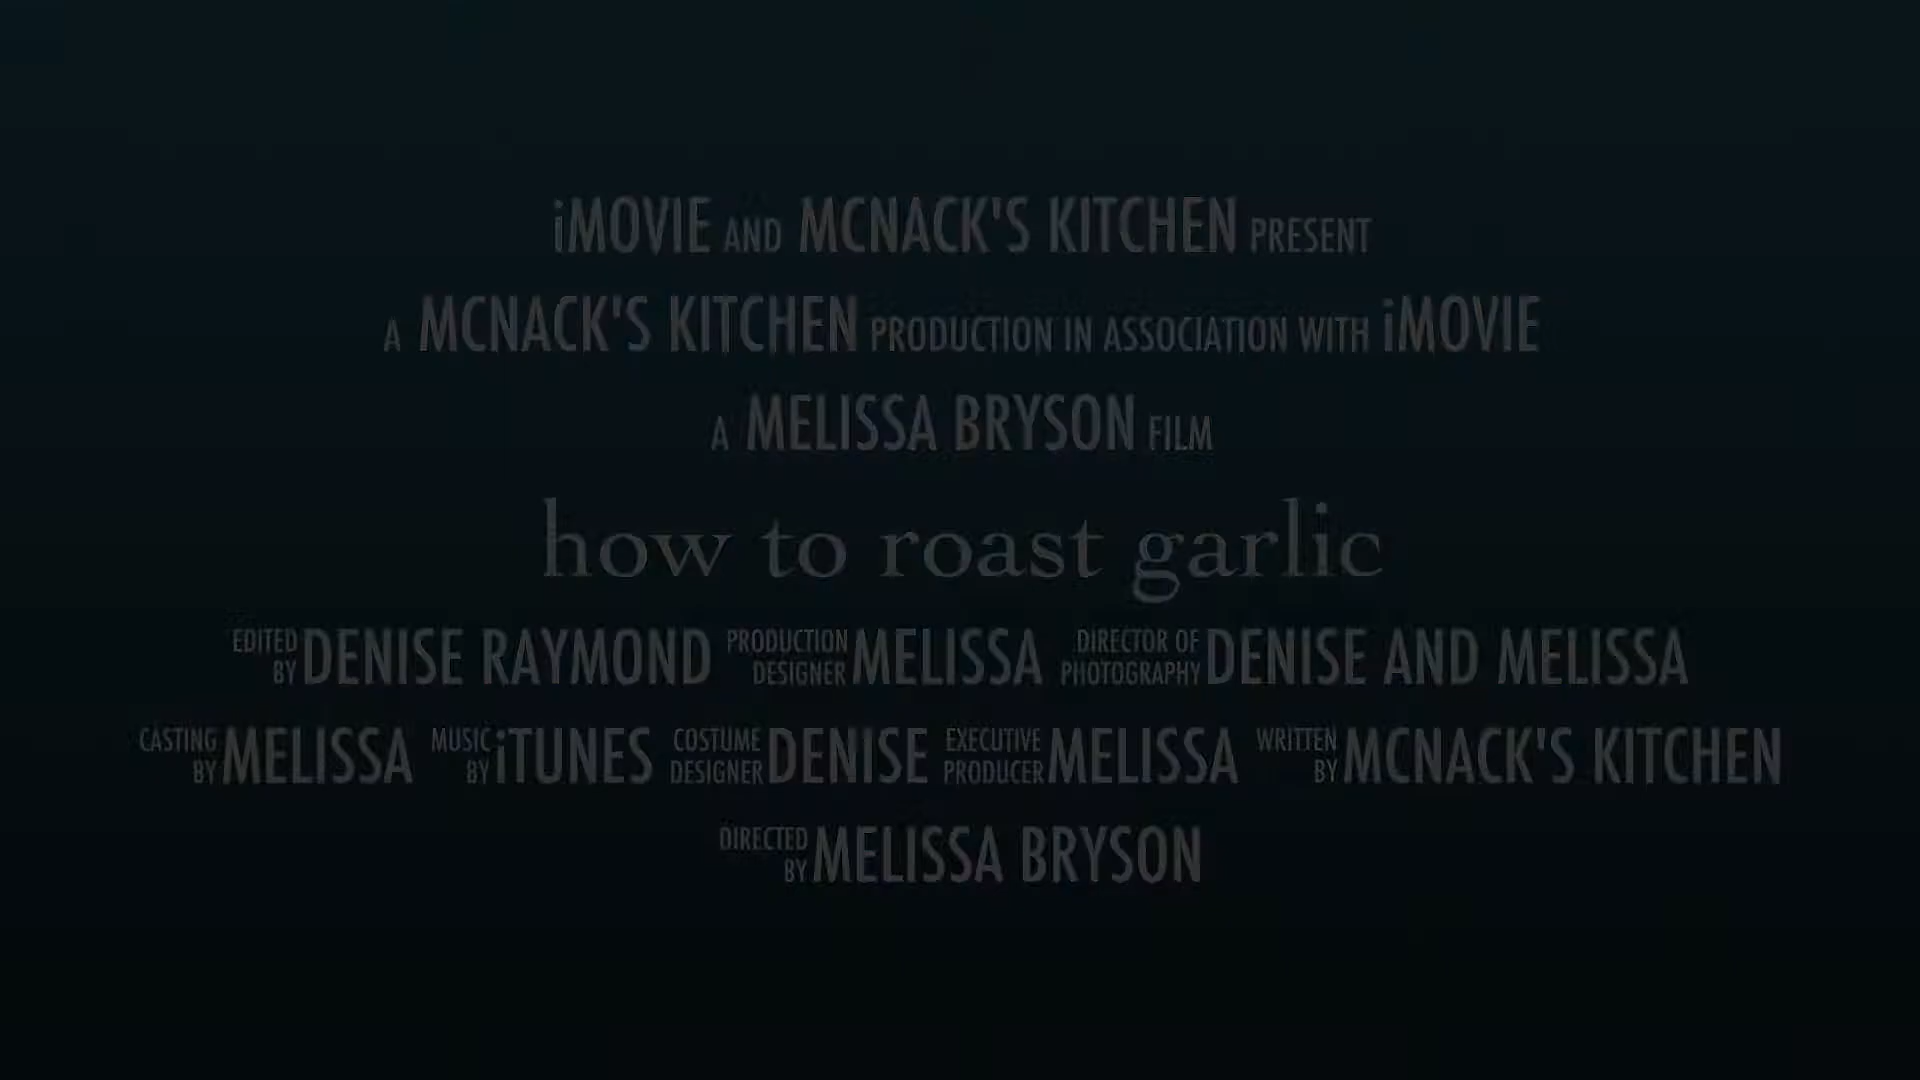 iMOVIE AND MCNACK'S KITCHEN PRESENT
A MCNACK'S KITCHEN PRODUCTION IN ASSOCIATION WITH iMOVIE
A MELISSA BRYSON FILM
how to roast garlic
EDITED BY DENISE RAYMOND PRODUCTION DESIGNER MELISSA DIRECTOR OF PHOTOGRAPHY DENISE AND MELISSA
CASTING BY MELISSA MUSIC BY iTUNES COSTUME DESIGNER DENISE EXECUTIVE PRODUCER MELISSA WRITTEN BY MCNACK'S KITCHEN
DIRECTED BY MELISSA BRYSON